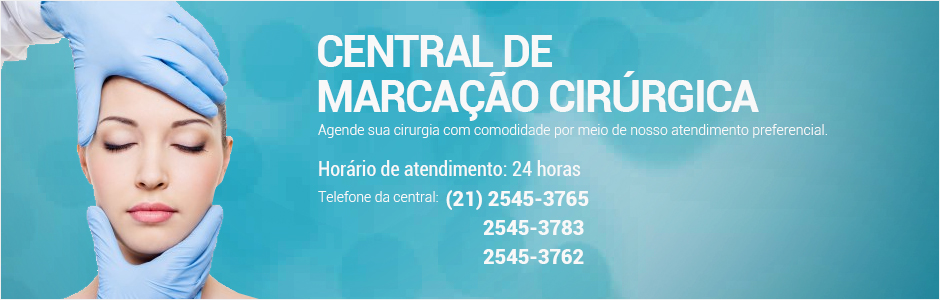 CENTRAL DE
MARCAÇÃO CIRÚRGICA
Agende sua cirurgia com comodidade por meio de nosso atendimento preferencial.
Horário de atendimento: 24 horas
Telefone da central: (21) 2545-3765
2545-3783
2545-3762